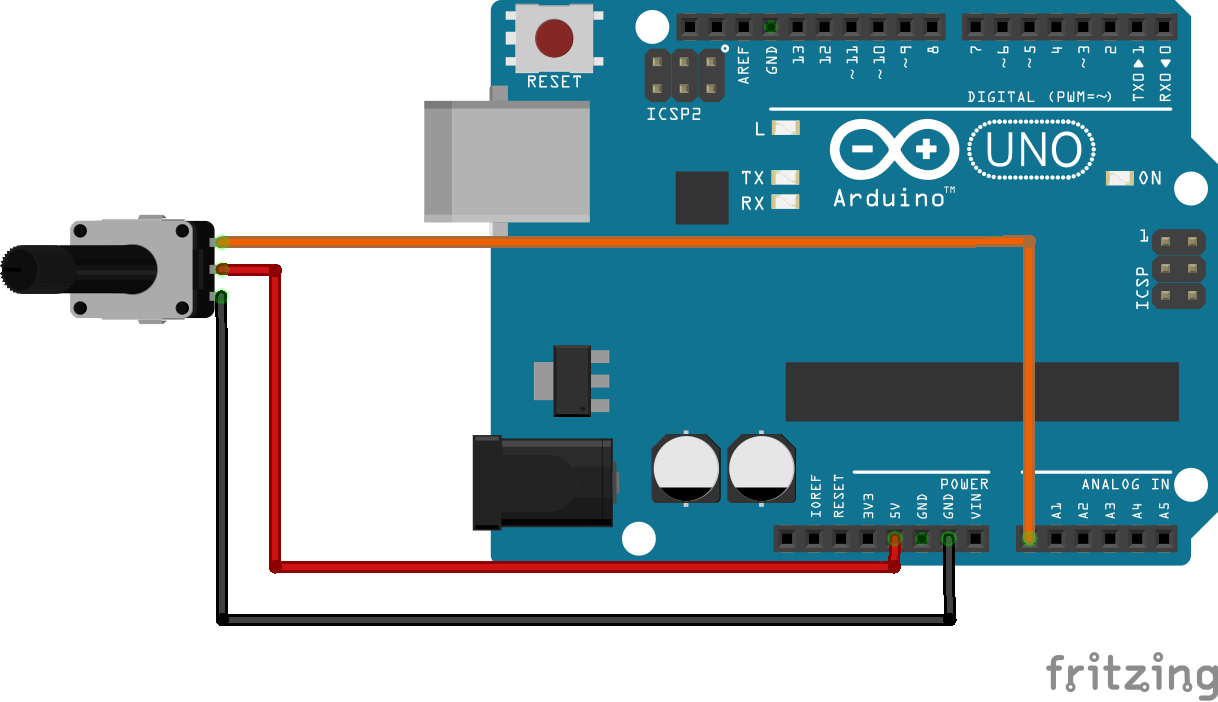 RESET
ICSP2
AREF
GND
13
12
~11
~10
~9
8
7
~6
~5
4
~3
2
TX0▶1
RX0◀0
DIGITAL (PWM=~)
L
TX
RX
Arduino™
UNO
ON
1
ICSP
IOREF
RESET
3V3
5V
GND
GND
VIN
POWER
ANALOG IN
A1
A2
A3
A4
A5
fritzing